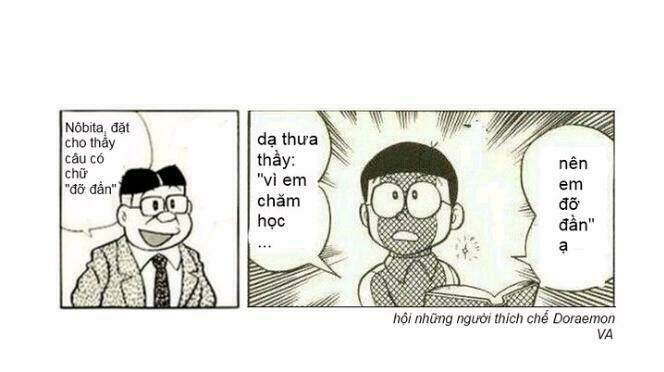 Nôbita, đặt
cho thầy
câu có
chữ
"đỡ đần"
dạ thưa
thầy:
"vì em
chăm
học
...
nên
em
đỡ
đần"
ạ
hội những người thích chế Doraemon
VA